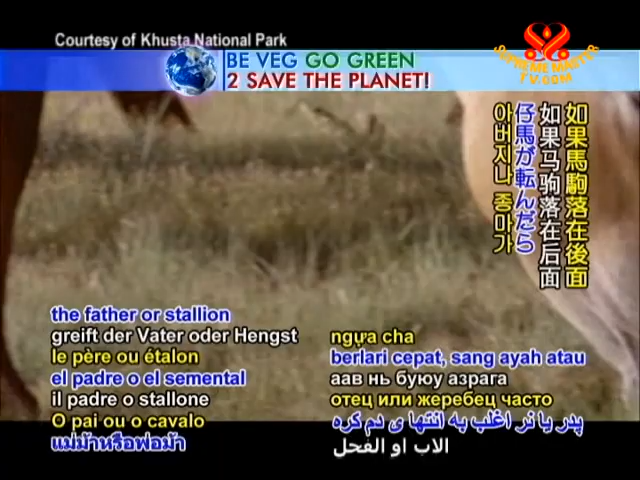 Courtesy of Khusta National Park
BE VEG GO GREEN
2 SAVE THE PLANET!
SUPREME MASTER
TV.COM
如果馬駒落在後面
如果马驹落在后面
仔馬が転んだら
아버지나 종마가
the father or stallion
greift der Vater oder Hengst
le père ou étalon
el padre o el semental
il padre o stallone
O pai ou o cavalo
แม่ม้าหรือพ่อม้า
ngựa cha
berlari cepat, sang ayah atau
аав нь буюу азрага
отец или жеребец часто
پدر یا نر اغلب به انتها ی دم کره
الاب او الفحل